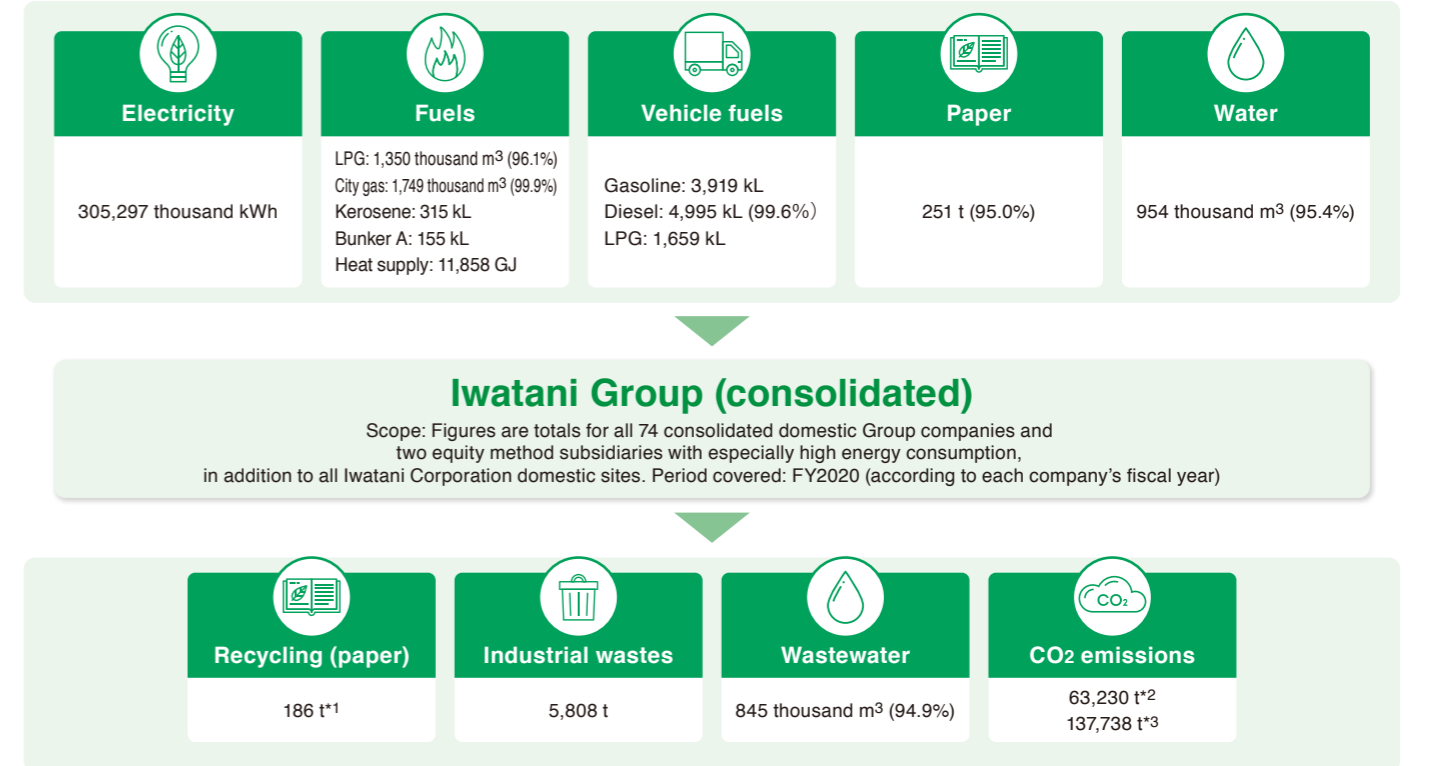 Electricity
305,297 thousand kWh
Fuels
LPG: 1,350 thousand m³ (96.1%)
City gas: 1,749 thousand m³ (99.9%)
Kerosene: 315 kL
Bunker A: 155 kL
Heat supply: 11,858 GJ
Vehicle fuels
Gasoline: 3,919 kL
Diesel: 4,995 kL (99.6%)
LPG: 1,659 kL
Paper
251 t (95.0%)
Water
954 thousand m³ (95.4%)
Iwatani Group (consolidated)
Scope: Figures are totals for all 74 consolidated domestic Group companies and
two equity method subsidiaries with especially high energy consumption,
in addition to all Iwatani Corporation domestic sites. Period covered: FY2020 (according to each company's fiscal year)
Recycling (paper)
186 t*1
Industrial wastes
5,808 t
Wastewater
845 thousand m³ (94.9%)
CO2
CO2 emissions
63,230 t*2
137,738 t*3